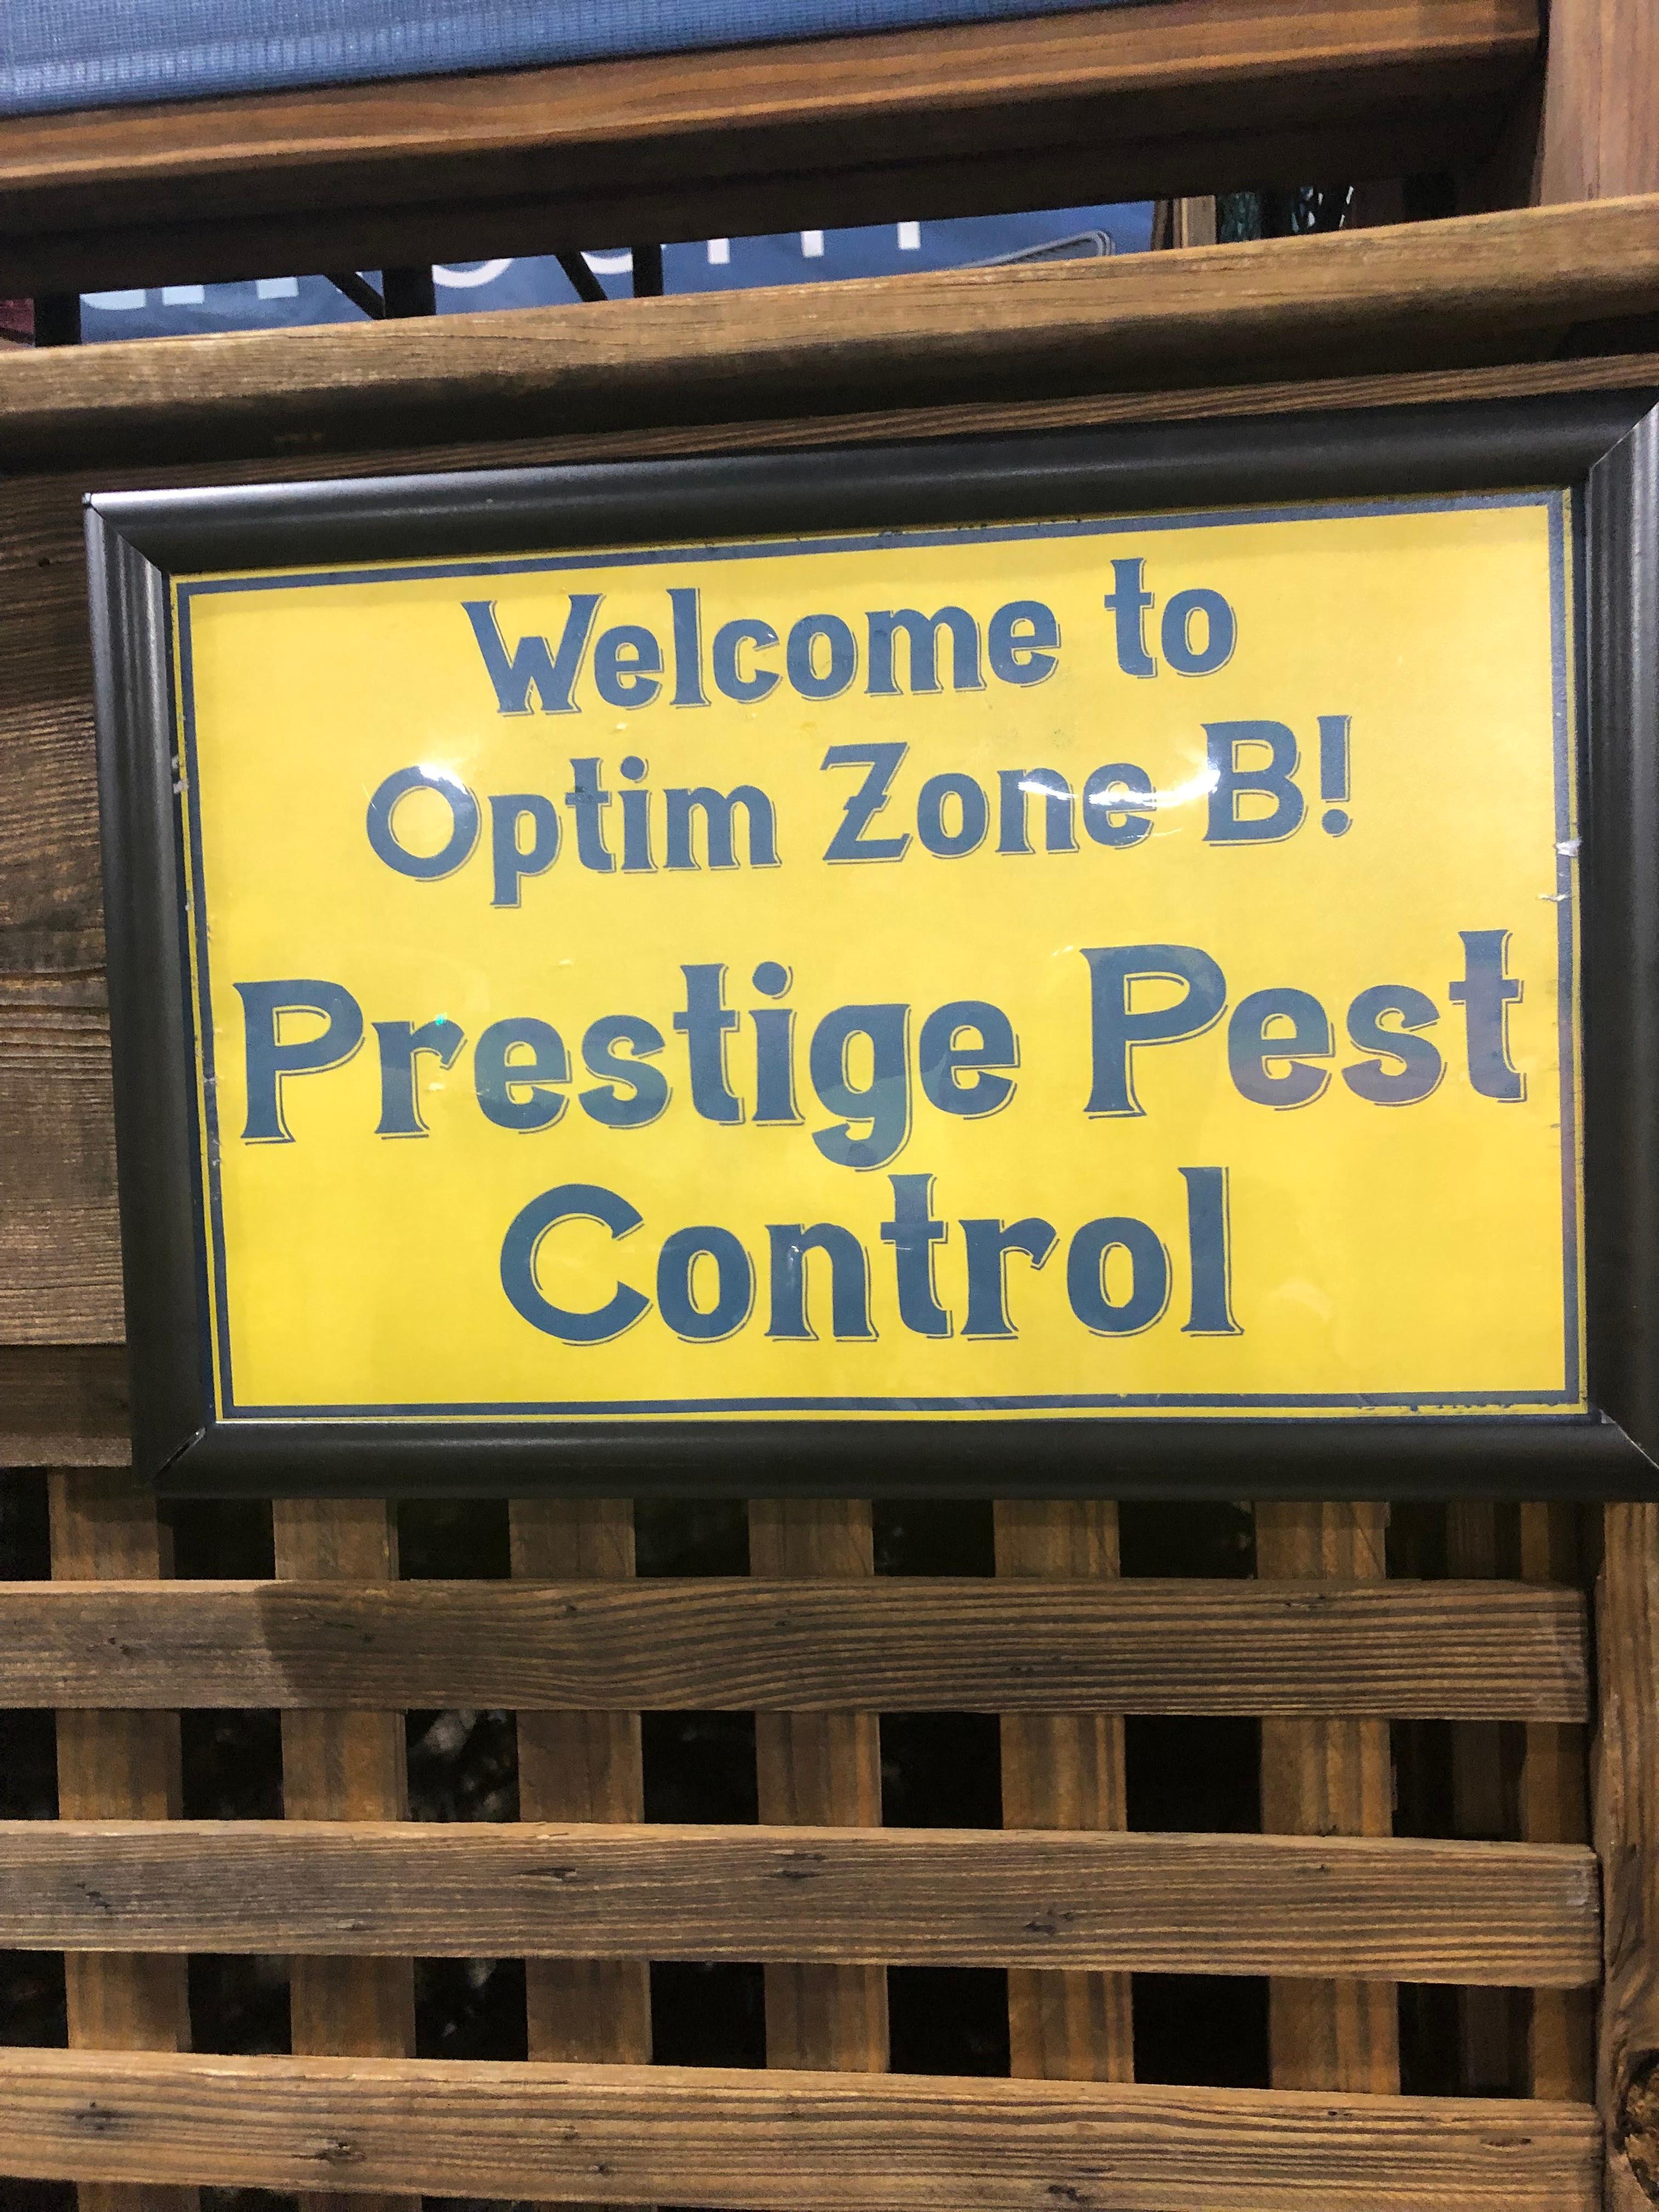 Welcome to
Optim Zone B!
Prestige Pest
Control